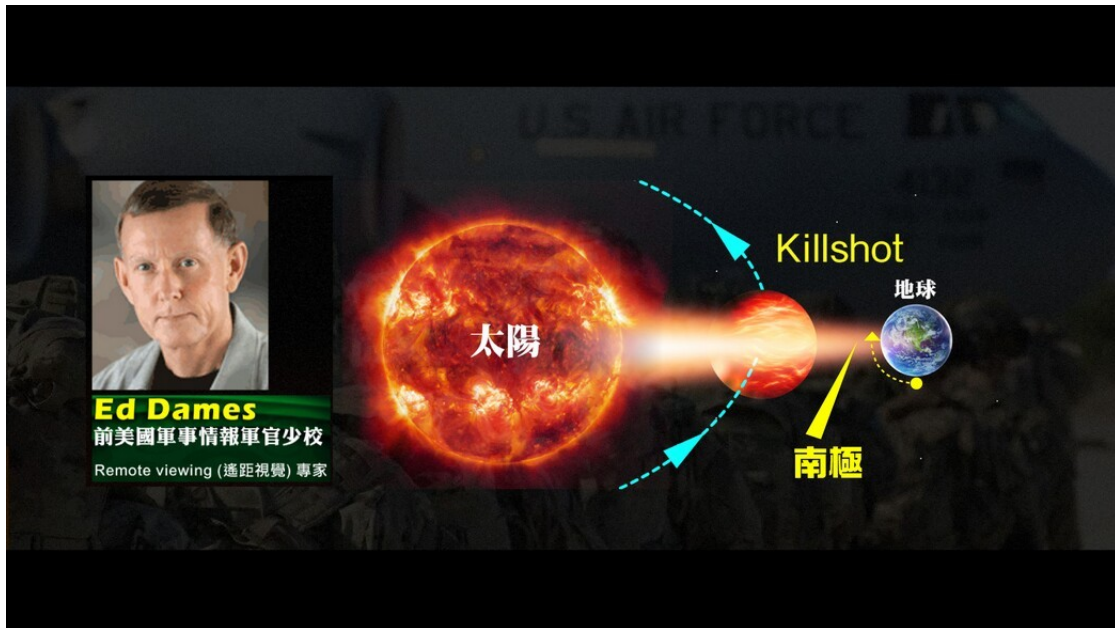 U.S. AIR FORCE
Killshot
地球
太陽
南極
Ed Dames
前美國軍事情報軍官少校
Remote viewing (遙距視覺) 專家